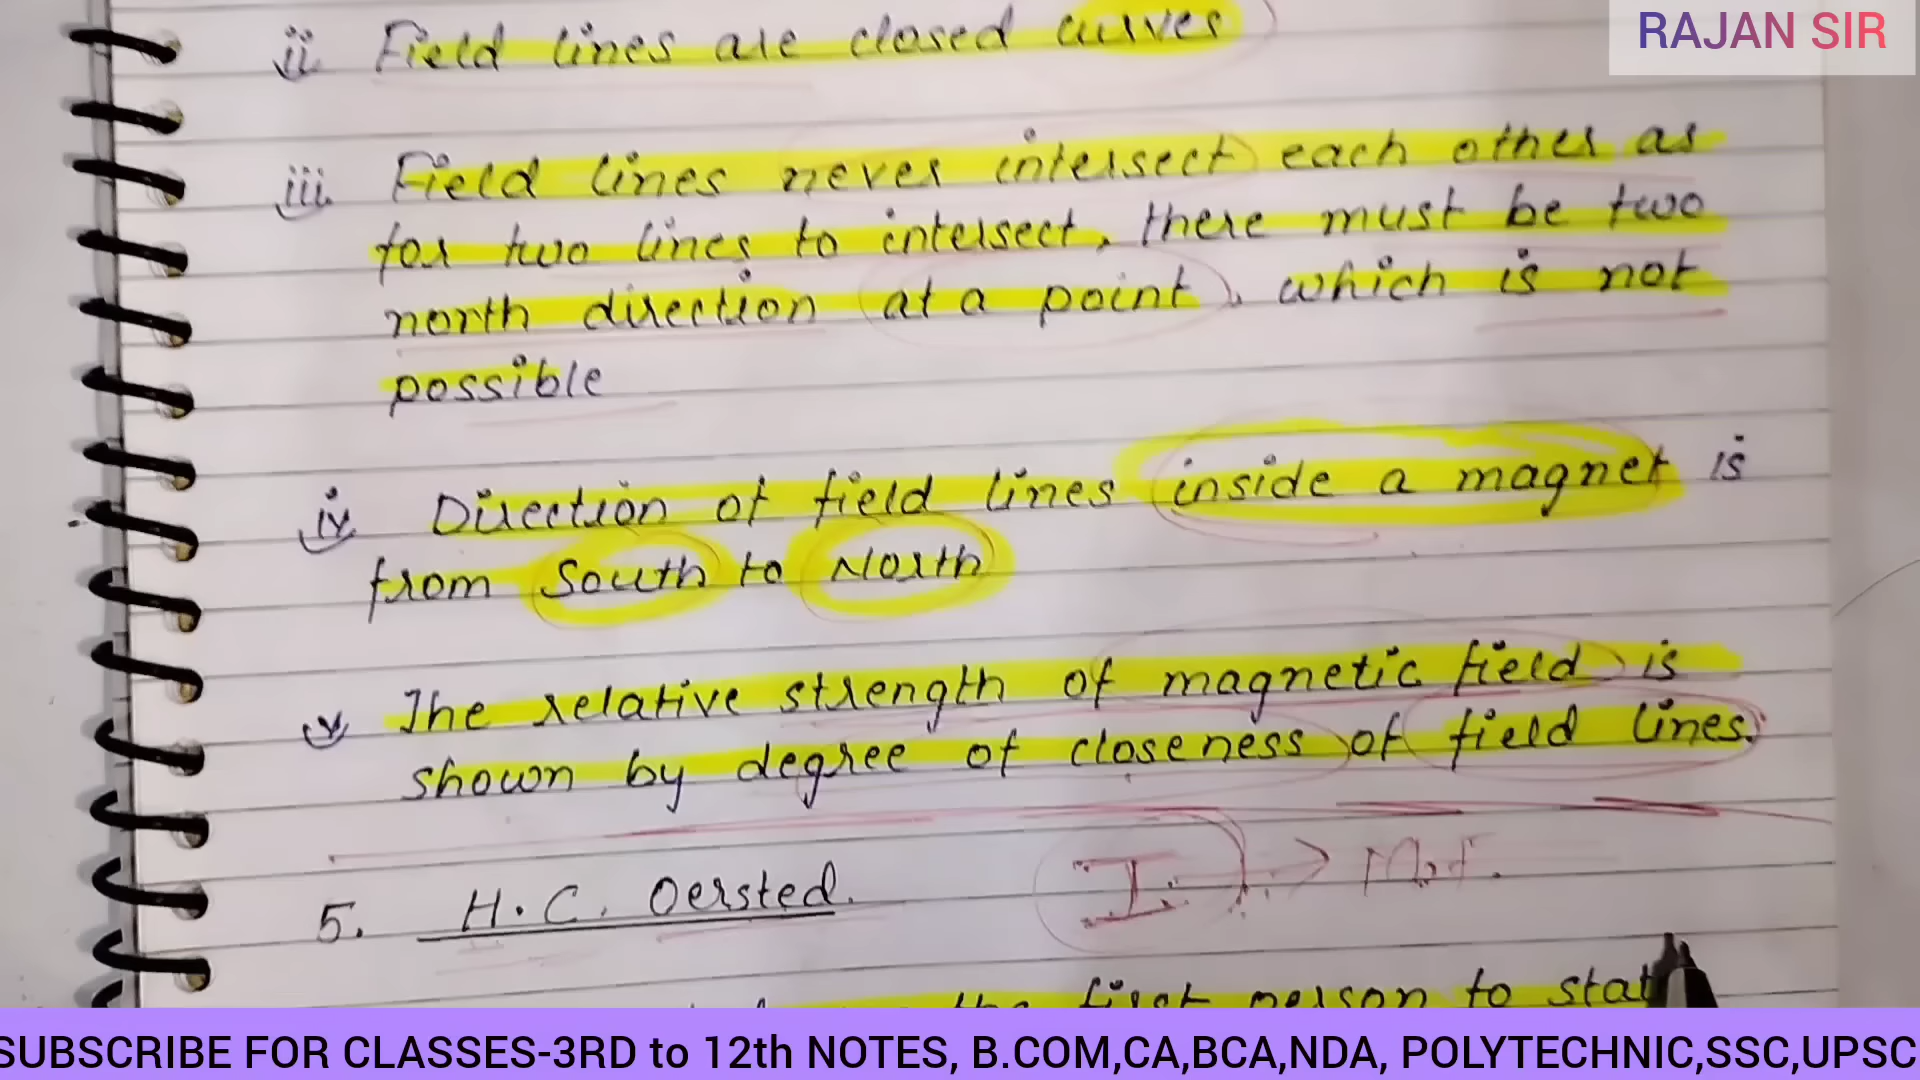 RAJAN SIR
ii Field lines are closed curves
iii. Field lines never intersect each other as
for two lines to intersect, there must be two
north direction at a point, which is not
possible
iv Direction of field lines inside a magnet is
from South to North
v The relative strength of magnetic field is
shown by degree of closeness of field lines.
I. → M.f.
5. H.C. Oersted.
the first person to stat
SUBSCRIBE FOR CLASSES-3RD to 12th NOTES, B.COM,CA,BCA,NDA, POLYTECHNIC,SSC,UPSC